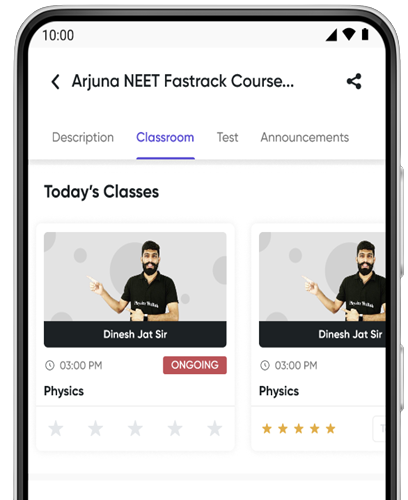 10:00
Arjuna NEET Fastrack Course...
Description Classroom Test Announcements
Today's Classes
Dinesh Jat Sir
Dinesh Jat Sir
03:00 PM ONGOING
03:00 PM
Physics
Physics